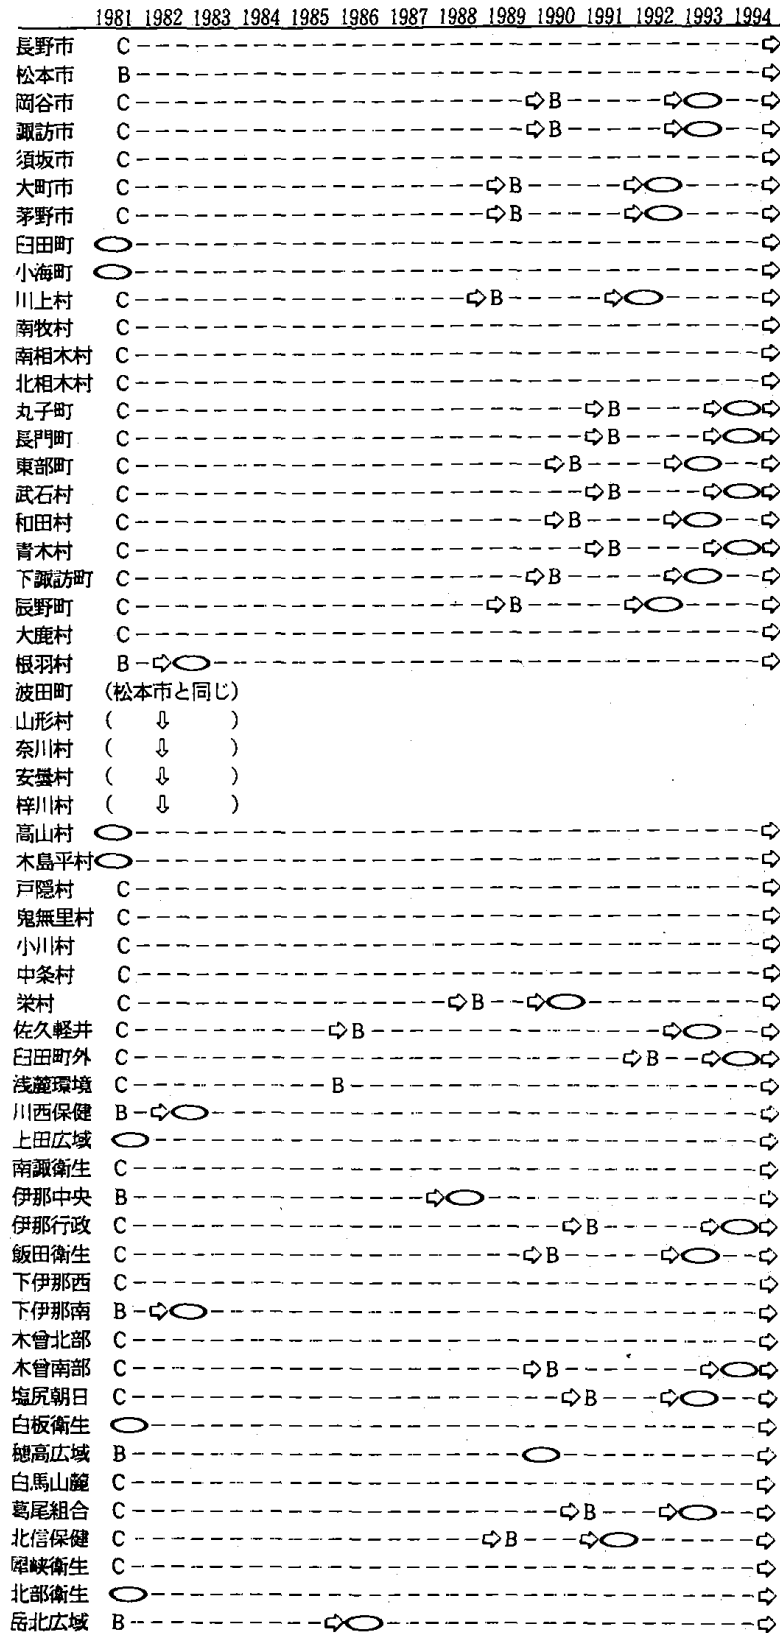 1981 1982 1983 1984 1985 1986 1987 1988 1989 1990 1991 1992 1993 1994
長野市 C
松本市 B
岡谷市 C B
諏訪市 C B
須坂市 C
大町市 C B
茅野市 C B
臼田町
小海町
川上村 C B
南牧村 C
南相木村 C
北相木村 C
丸子町 C B
長門町 C B
東部町 C B
武石村 C B
和田村 C B
青木村 C B
下諏訪町 C B
辰野町 C B
大鹿村 C
根羽村 B
波田町 (松本市と同じ)
山形村 ( ⇩ )
奈川村 ( ⇩ )
安曇村 ( ⇩ )
梓川村 ( ⇩ )
高山村
木島平村
戸隠村 C
鬼無里村 C
小川村 C
中条村 C
栄村 C B
佐久軽井 C B
臼田町外 C B
浅麓環境 C B
川西保健 B
上田広域
南諏衛生 C
伊那中央 B
伊那行政 C B
飯田衛生 C B
下伊那西 C
下伊那南 B
木曾北部 C
木曾南部 C B
塩尻朝日 C B
白板衛生
穂高広域 B
白馬山麓 C
葛尾組合 C B
北信保健 C B
犀峡衛生 C
北部衛生
岳北広域 B